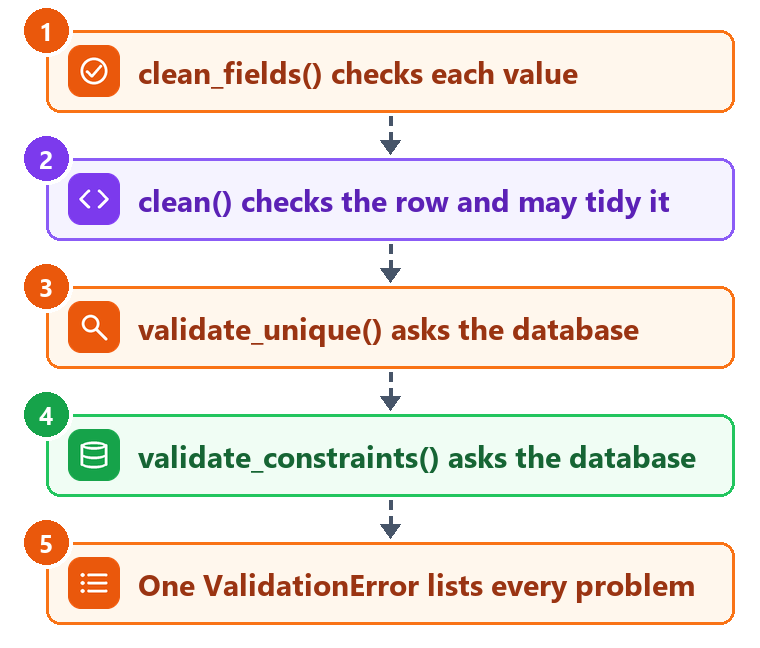 1
clean_fields() checks each value
2
clean() checks the row and may tidy it
3
validate_unique() asks the database
4
validate_constraints() asks the database
5
One ValidationError lists every problem